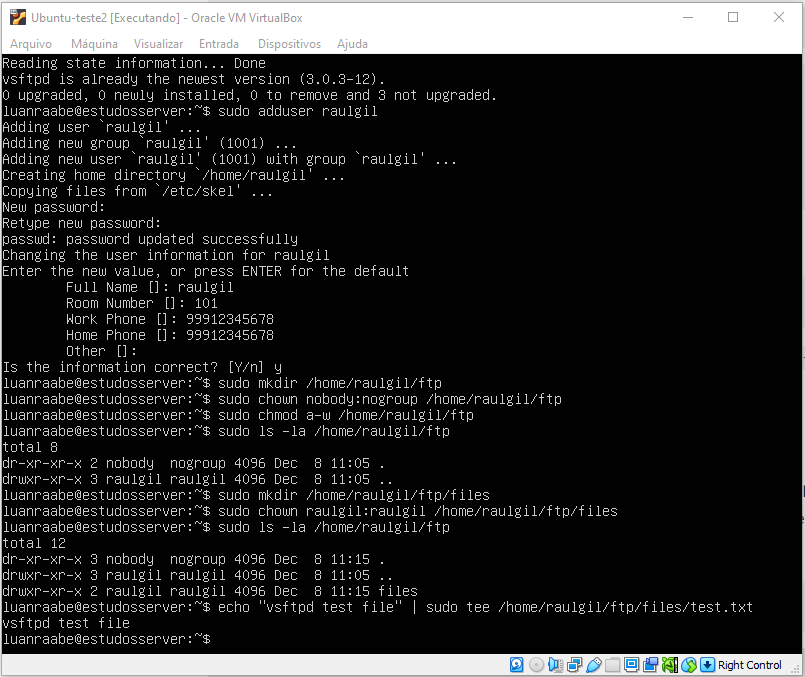 Ubuntu-teste2 [Executando] - Oracle VM VirtualBox
Arquivo Máquina Visualizar Entrada Dispositivos Ajuda
Reading state information... Done
vsftpd is already the newest version (3.0.3-12).
0 upgraded, 0 newly installed, 0 to remove and 3 not upgraded.
luanraabe@estudosserver:~$ sudo adduser raulgil
Adding user `raulgil' ...
Adding new group `raulgil' (1001) ...
Adding new user `raulgil' (1001) with group `raulgil' ...
Creating home directory `/home/raulgil' ...
Copying files from `/etc/skel' ...
New password:
Retype new password:
passwd: password updated successfully
Changing the user information for raulgil
Enter the new value, or press ENTER for the default
        Full Name []: raulgil
        Room Number []: 101
        Work Phone []: 99912345678
        Home Phone []: 99912345678
        Other []:
Is the information correct? [Y/n] y
luanraabe@estudosserver:~$ sudo mkdir /home/raulgil/ftp
luanraabe@estudosserver:~$ sudo chown nobody:nogroup /home/raulgil/ftp
luanraabe@estudosserver:~$ sudo chmod a-w /home/raulgil/ftp
luanraabe@estudosserver:~$ sudo ls -la /home/raulgil/ftp
total 8
dr-xr-xr-x 2 nobody  nogroup 4096 Dec  8 11:05 .
drwxr-xr-x 3 raulgil raulgil 4096 Dec  8 11:05 ..
luanraabe@estudosserver:~$ sudo mkdir /home/raulgil/ftp/files
luanraabe@estudosserver:~$ sudo chown raulgil:raulgil /home/raulgil/ftp/files
luanraabe@estudosserver:~$ sudo ls -la /home/raulgil/ftp
total 12
dr-xr-xr-x 3 nobody  nogroup 4096 Dec  8 11:15 .
drwxr-xr-x 3 raulgil raulgil 4096 Dec  8 11:05 ..
drwxr-xr-x 2 raulgil raulgil 4096 Dec  8 11:15 files
luanraabe@estudosserver:~$ echo "vsftpd test file" | sudo tee /home/raulgil/ftp/files/test.txt
vsftpd test file
luanraabe@estudosserver:~$
Right Control